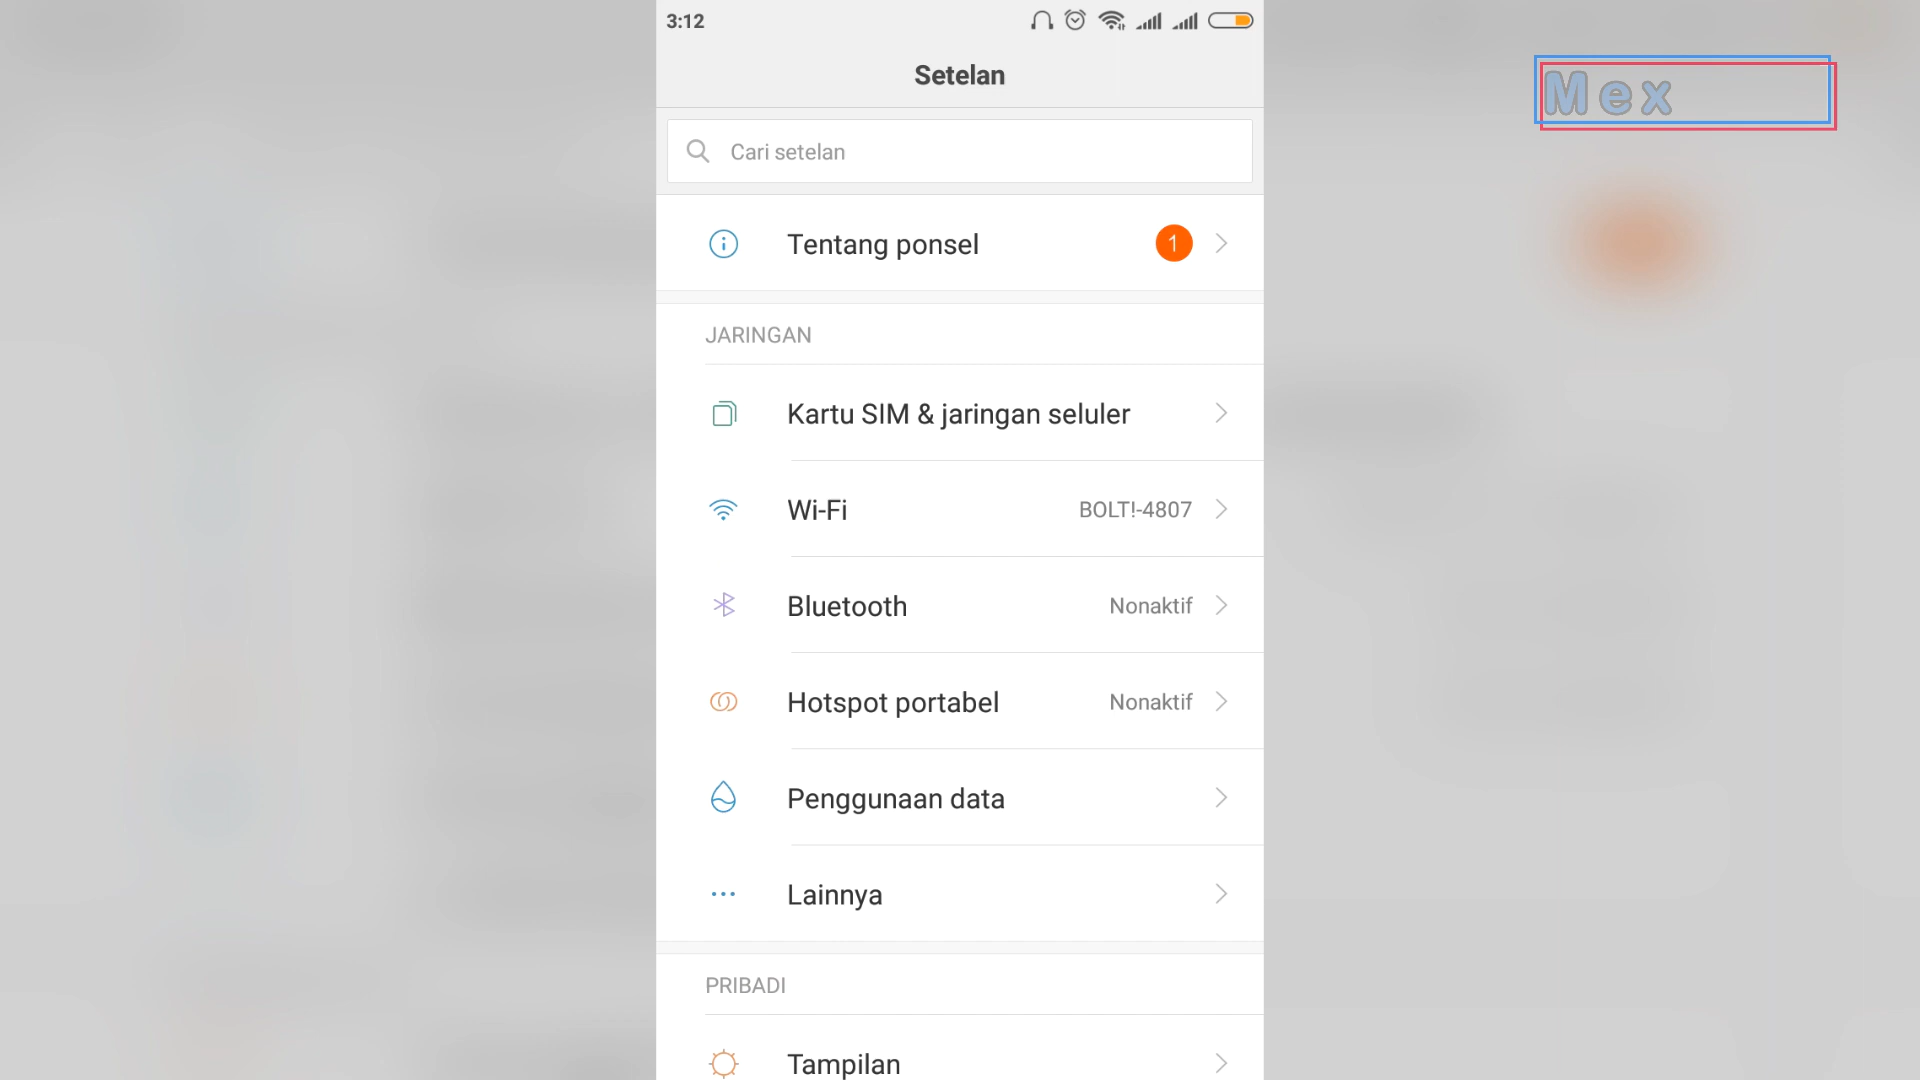 3:12
Setelan
Mex
Cari setelan
Tentang ponsel 1
JARINGAN
Kartu SIM & jaringan seluler
Wi-Fi BOLT!-4807
Bluetooth Nonaktif
Hotspot portabel Nonaktif
Penggunaan data
Lainnya
PRIBADI
Tampilan